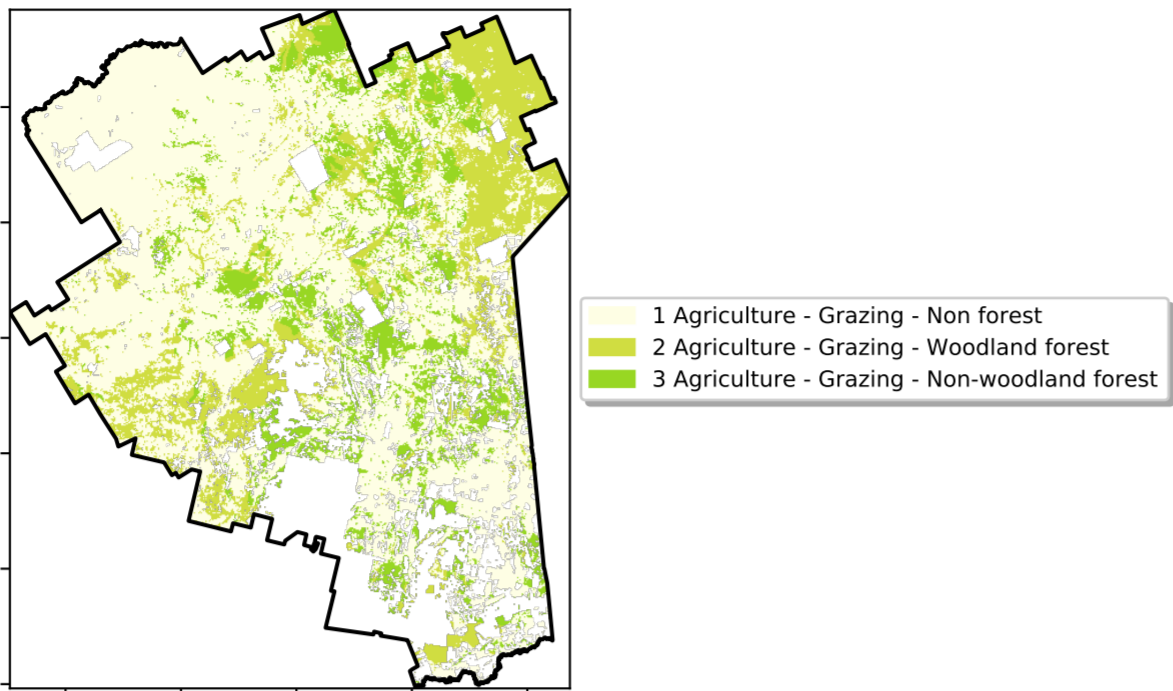 1 Agriculture - Grazing - Non forest
2 Agriculture - Grazing - Woodland forest
3 Agriculture - Grazing - Non-woodland forest